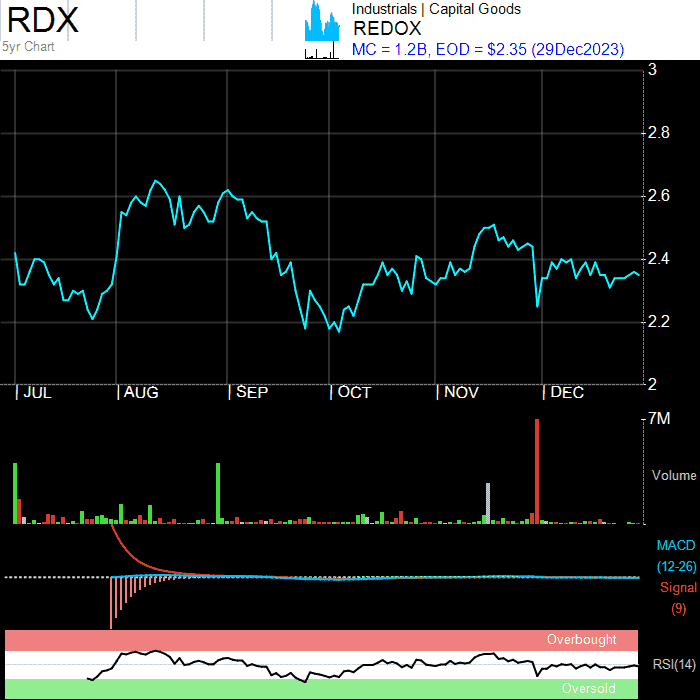 RDX
5yr Chart
Industrials | Capital Goods
REDOX
MC = 1.2B, EOD = $2.35 (29Dec2023)
3
2.8
2.6
2.4
2.2
2
| JUL | AUG | SEP | OCT | NOV | DEC
7M
Volume
MACD
(12-26)
Signal
(9)
Overbought
RSI(14)
Oversold